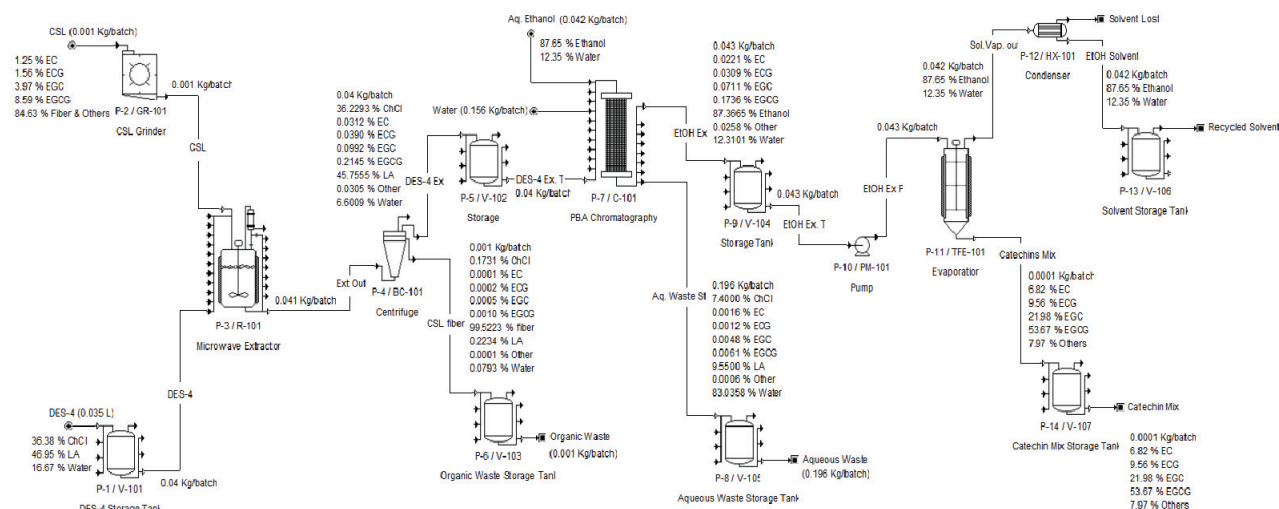 CSL (0.001 Kg/batch)
1.25 % EC
1.56 % ECG
3.97 % EGC
8.59 % EGCG
84.63 % Fiber & Others
P-2 / GR-101
CSL Grinder
0.001 Kg/batch
CSL
P-3 / R-101
Microwave Extractor
0.041 Kg/batch
DES-4
DES-4 (0.035 L)
36.38 % ChCl
46.95 % LA
16.67 % Water
P-1 / V-101
DES-4 Storage Tank
0.04 Kg/batch
Ext Out
0.04 Kg/batch
36.2293 % ChCl
0.0312 % EC
0.0390 % ECG
0.0992 % EGC
0.2145 % EGCG
45.7555 % LA
0.0305 % Other
6.6009 % Water
P-4 / BC-101
Centrifuge
DES-4 Ex
CSL fiber
0.001 Kg/batch
0.1731 % ChCl
0.0001 % EC
0.0002 % ECG
0.0005 % EGC
0.0010 % EGCG
99.5223 % fiber
0.2234 % LA
0.0001 % Other
0.0793 % Water
P-6 / V-103
Organic Waste Storage Tank
Organic Waste
(0.001 Kg/batch)
P-5 / V-102
Storage
DES-4 Ex. T
0.04 Kg/batch
Aq. Ethanol (0.042 Kg/batch)
87.65 % Ethanol
12.35 % Water
Water (0.156 Kg/batch)
P-7 / C-101
PBA Chromatography
EtOH Ex
0.043 Kg/batch
0.0221 % EC
0.0309 % ECG
0.0711 % EGC
0.1736 % EGCG
87.3665 % Ethanol
0.0258 % Other
12.3101 % Water
P-9 / V-104
Storage Tank
0.043 Kg/batch
EtOH Ex. T
Aq. Waste St
0.196 Kg/batch
7.4000 % ChCl
0.0016 % EC
0.0012 % ECG
0.0048 % EGC
0.0061 % EGCG
9.5500 % LA
0.0006 % Other
83.0358 % Water
P-8 / V-105
Aqueous Waste Storage Tank
Aqueous Waste
(0.196 Kg/batch)
P-10 / PM-101
Pump
EtOH Ex P
0.043 Kg/batch
P-11 / TFE-101
Evaporatior
Sol.Vap. out
0.042 Kg/batch
87.65 % Ethanol
12.35 % Water
P-12 / HX-101
Condenser
Solvent Lost
EtOH Solvent
0.042 Kg/batch
87.65 % Ethanol
12.35 % Water
P-13 / V-106
Solvent Storage Tank
Recycled Solvent
Catechins Mix
0.0001 Kg/batch
6.82 % EC
9.56 % ECG
21.98 % EGC
53.67 % EGCG
7.97 % Others
P-14 / V-107
Catechin Mix Storage Tank
Catechin Mix
0.0001 Kg/batch
6.82 % EC
9.56 % ECG
21.98 % EGC
53.67 % EGCG
7.97 % Others